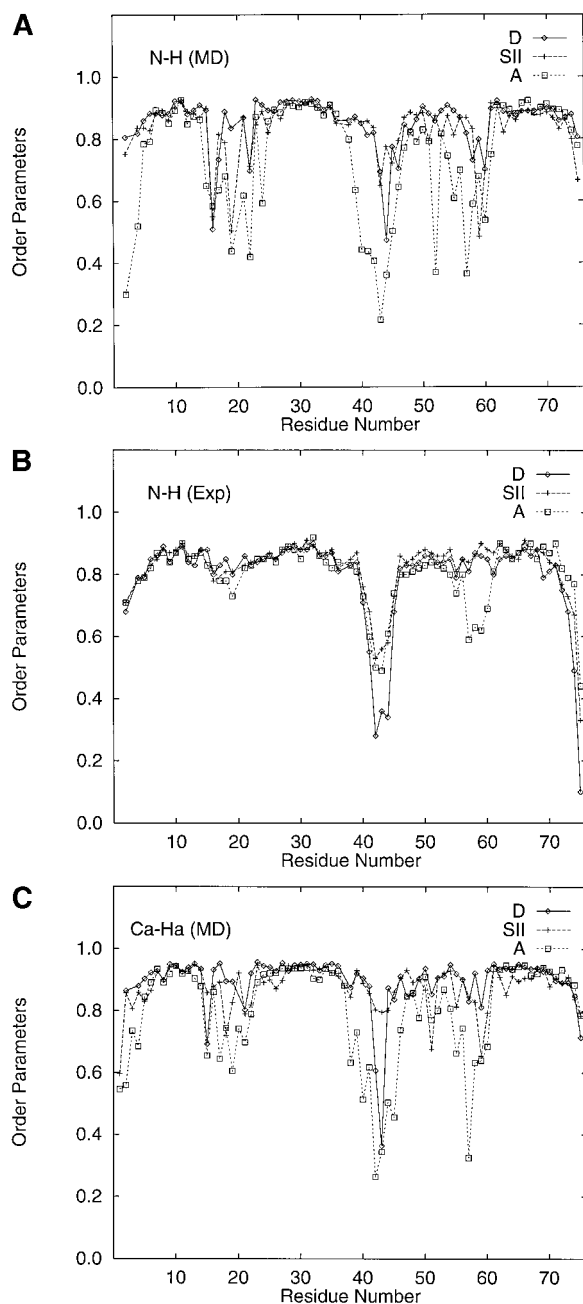 A
N-H (MD)
D
SII
A
Order Parameters
1.0
0.8
0.6
0.4
0.2
0.0
10 20 30 40 50 60 70
Residue Number
B
N-H (Exp)
D
SII
A
Order Parameters
1.0
0.8
0.6
0.4
0.2
0.0
10 20 30 40 50 60 70
Residue Number
C
Ca-Ha (MD)
D
SII
A
Order Parameters
1.0
0.8
0.6
0.4
0.2
0.0
10 20 30 40 50 60 70
Residue Number